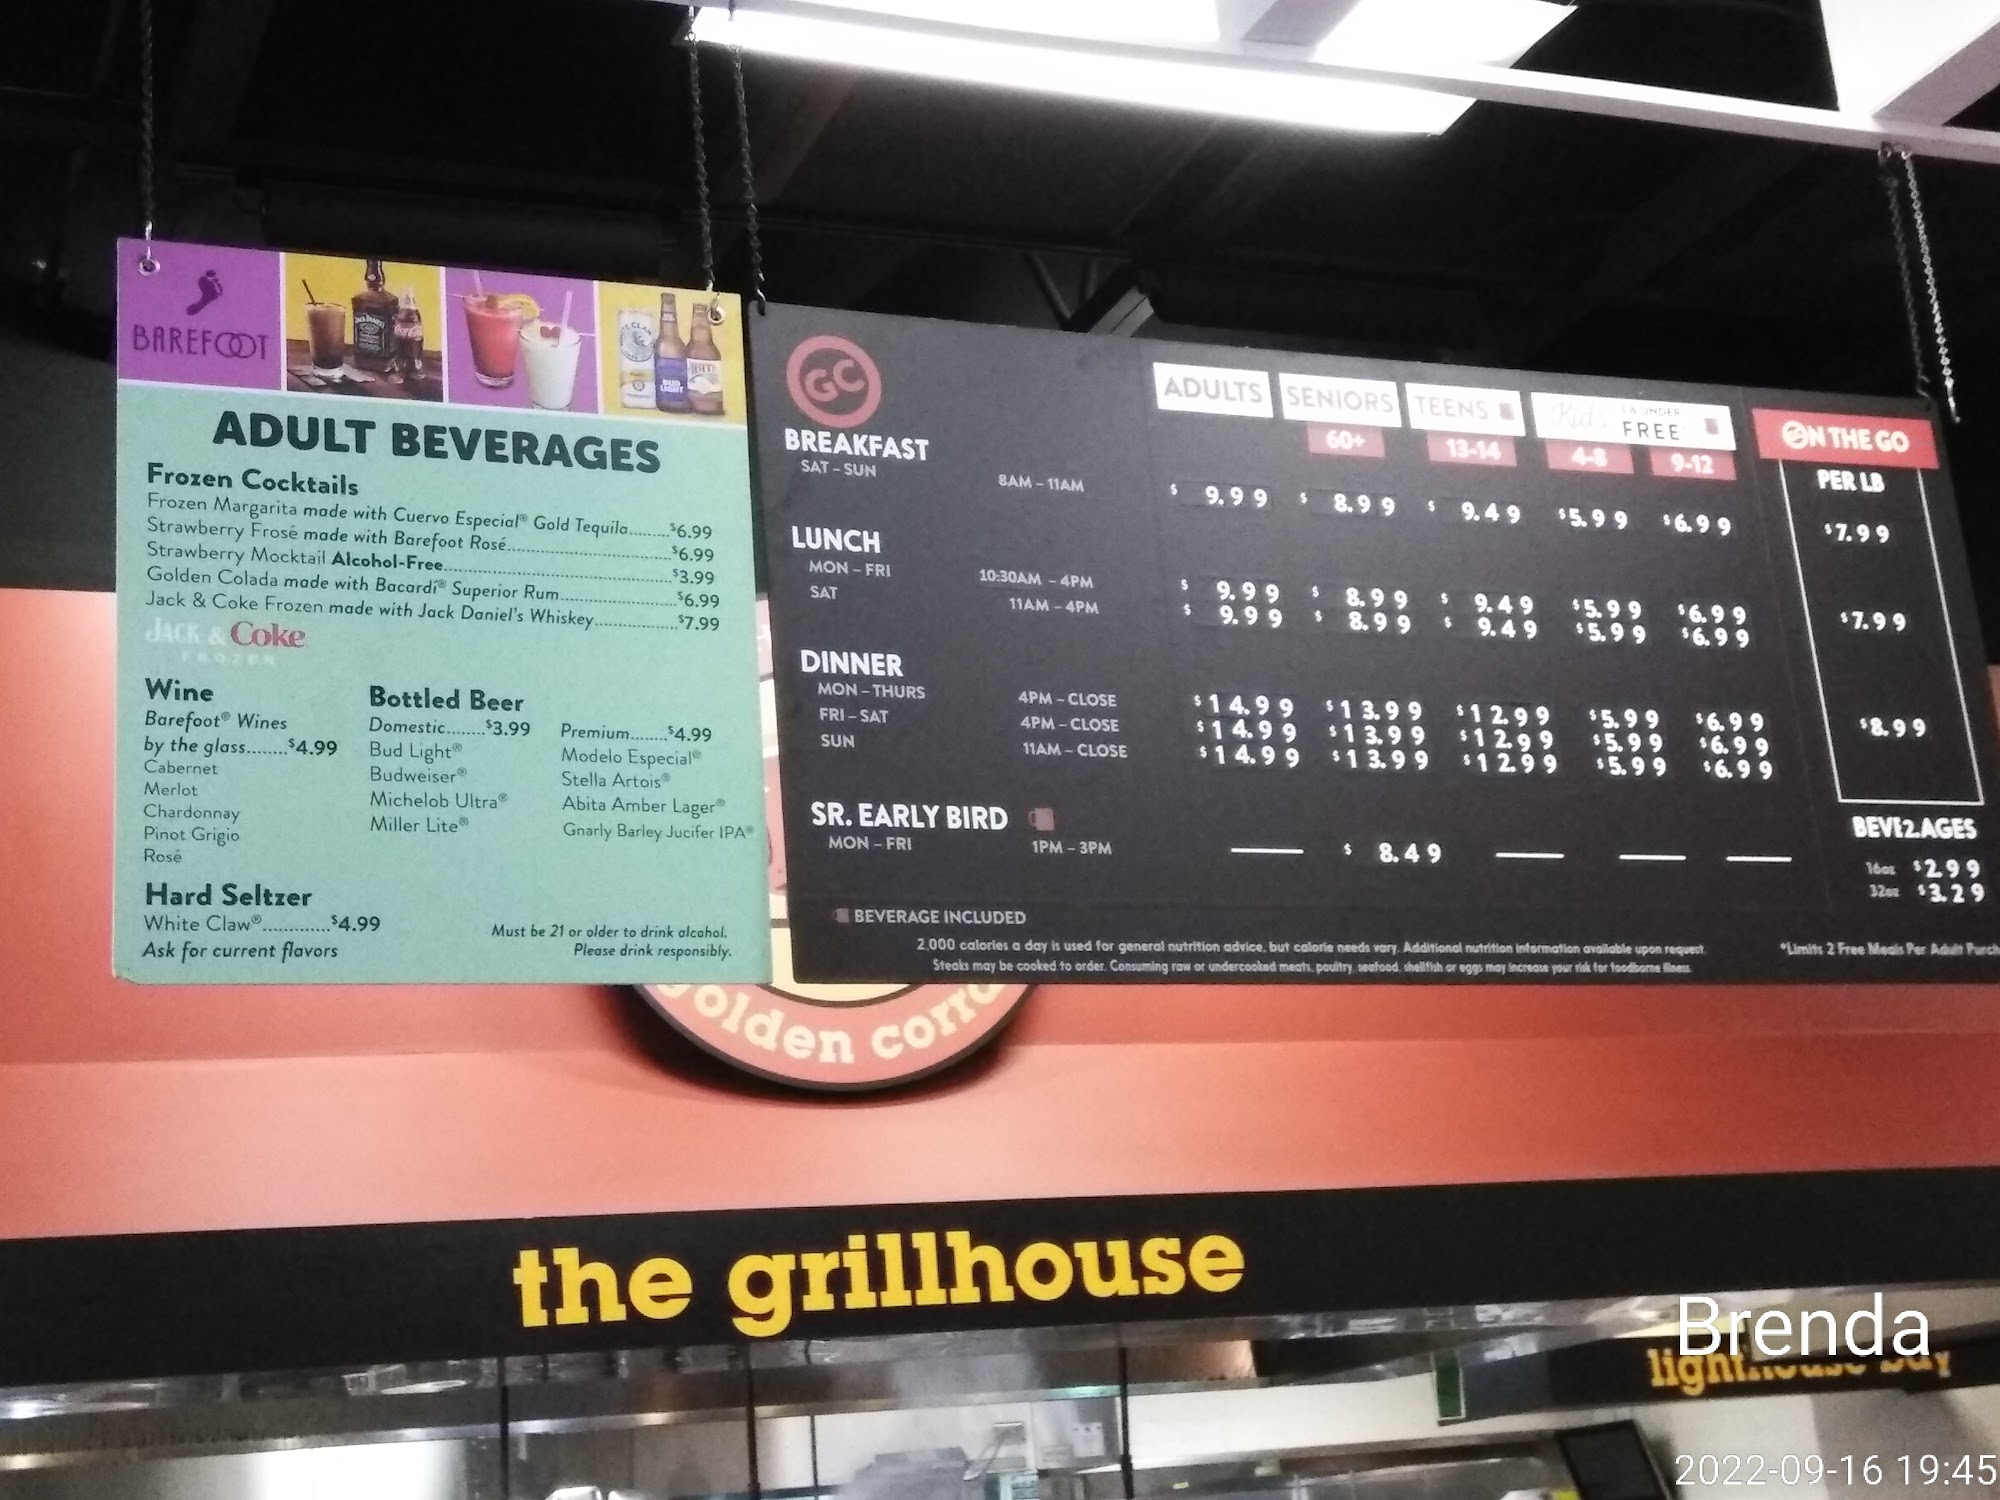 BAREFOOT
ADULT BEVERAGES
Frozen Cocktails
Frozen Margarita made with Cuervo Especial® Gold Tequila........$6.99
Strawberry Frosé made with Barefoot Rosé..............................$6.99
Strawberry Mocktail Alcohol-Free..........................................$3.99
Golden Colada made with Bacardi® Superior Rum.....................$6.99
Jack & Coke Frozen made with Jack Daniel's Whiskey...............$7.99
JACK & Coke
FROZEN
Wine
Barefoot® Wines
by the glass........$4.99
Cabernet
Merlot
Chardonnay
Pinot Grigio
Rosé
Bottled Beer
Domestic........$3.99
Bud Light®
Budweiser®
Michelob Ultra®
Miller Lite®
Premium........$4.99
Modelo Especial®
Stella Artois®
Abita Amber Lager®
Gnarly Barley Jucifer IPA®
Hard Seltzer
White Claw®.............$4.99
Ask for current flavors
Must be 21 or older to drink alcohol.
Please drink responsibly.
GC
ADULTS SENIORS TEENS Kid's 3 & UNDER FREE
60+ 13-14 4-8 9-12
BREAKFAST
SAT – SUN 8AM – 11AM $ 9.99 $ 8.99 $ 9.49 $5.99 $6.99
LUNCH
MON – FRI 10:30AM – 4PM $ 9.99 $ 8.99 $ 9.49 $5.99 $6.99
SAT 11AM – 4PM $ 9.99 $ 8.99 $ 9.49 $5.99 $6.99
DINNER
MON – THURS 4PM – CLOSE $14.99 $13.99 $12.99 $5.99 $6.99
FRI – SAT 4PM – CLOSE $14.99 $13.99 $12.99 $5.99 $6.99
SUN 11AM – CLOSE $14.99 $13.99 $12.99 $5.99 $6.99
SR. EARLY BIRD
MON – FRI 1PM – 3PM $ 8.49
BEVERAGE INCLUDED
2,000 calories a day is used for general nutrition advice, but calorie needs vary. Additional nutrition information available upon request.
Steaks may be cooked to order. Consuming raw or undercooked meats, poultry, seafood, shellfish or eggs may increase your risk for foodborne illness.
ON THE GO
PER LB
$7.99
$7.99
$8.99
BEVERAGES
16oz $2.99
32oz $3.29
*Limits 2 Free Meals Per Adult Purch
golden corra
the grillhouse
Brenda
lighthouse bay
2022-09-16 19:45